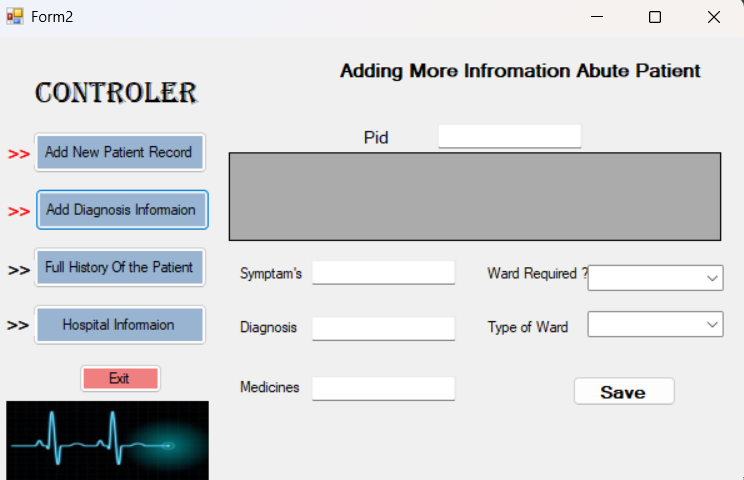 Form2
CONTROLER
>> Add New Patient Record
>> Add Diagnosis Informaion
>> Full History Of the Patient
>> Hospital Informaion
Exit
Adding More Infromation Abute Patient
Pid
Symptam's
Ward Required ?
Diagnosis
Type of Ward
Medicines
Save